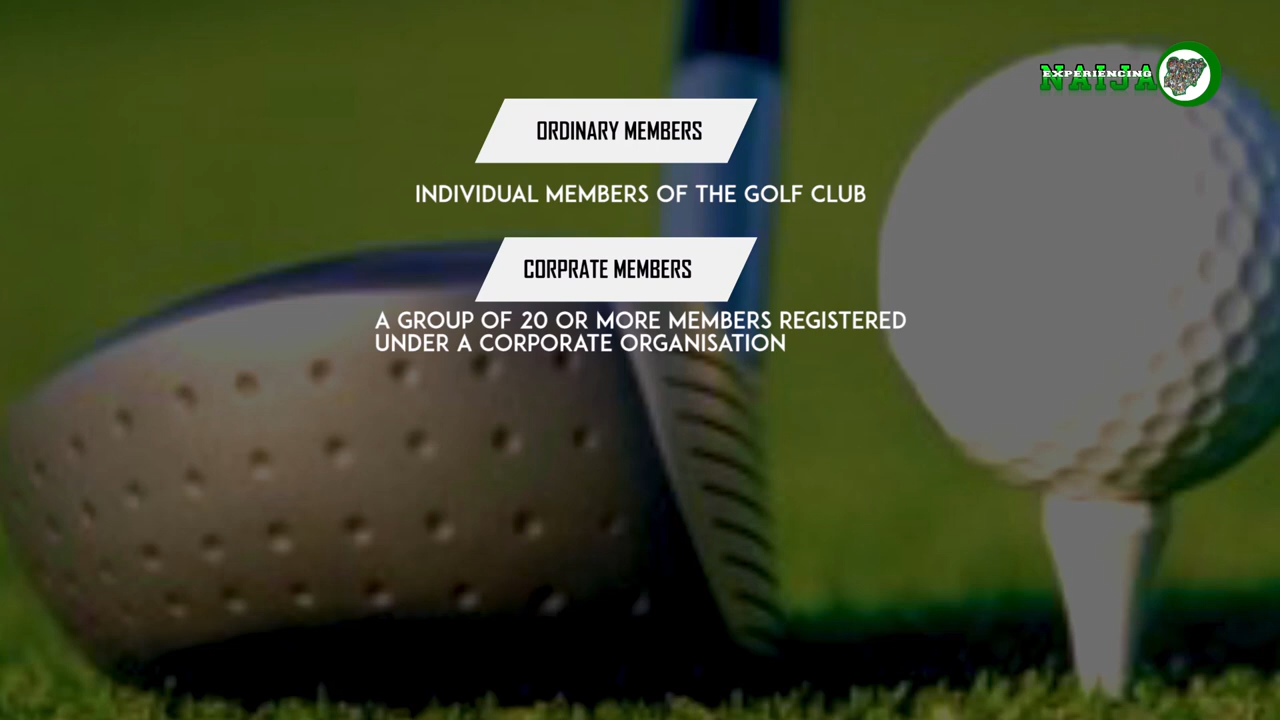 EXPERIENCING
NAIJA
ORDINARY MEMBERS
INDIVIDUAL MEMBERS OF THE GOLF CLUB
CORPRATE MEMBERS
A GROUP OF 20 OR MORE MEMBERS REGISTERED
UNDER A CORPORATE ORGANISATION